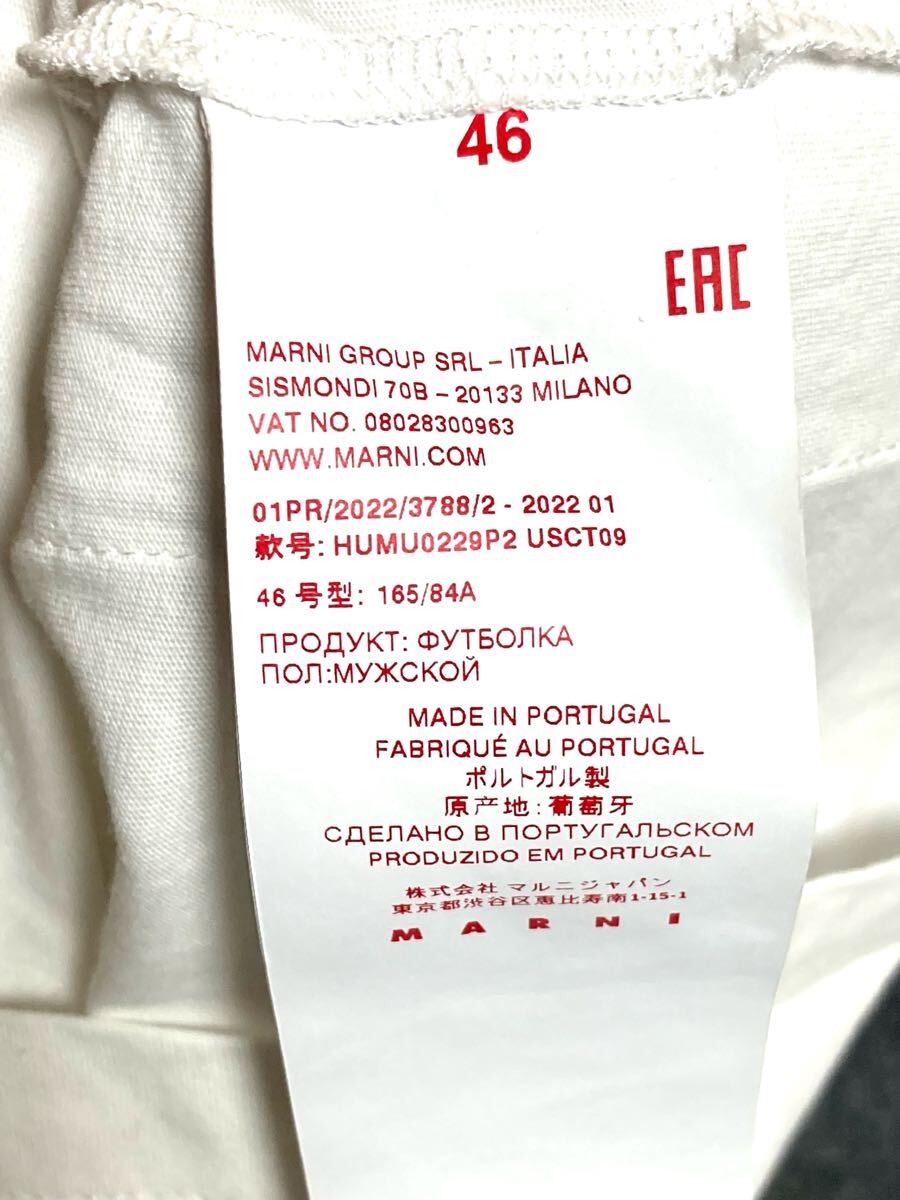 46
EAC
MARNI GROUP SRL – ITALIA
SISMONDI 70B – 20133 MILANO
VAT NO. 08028300963
WWW.MARNI.COM
01PR/2022/3788/2 - 2022 01
款号: HUMU0229P2 USCT09
46 号型: 165/84A
ПРОДУКТ: ФУТБОЛКА
ПОЛ:МУЖСКОЙ
MADE IN PORTUGAL
FABRIQUÉ AU PORTUGAL
ポルトガル製
原产地: 葡萄牙
СДЕЛАНО В ПОРТУГАЛЬСКОМ
PRODUZIDO EM PORTUGAL
株式会社 マルニジャパン
東京都渋谷区恵比寿南1-15-1
MARNI